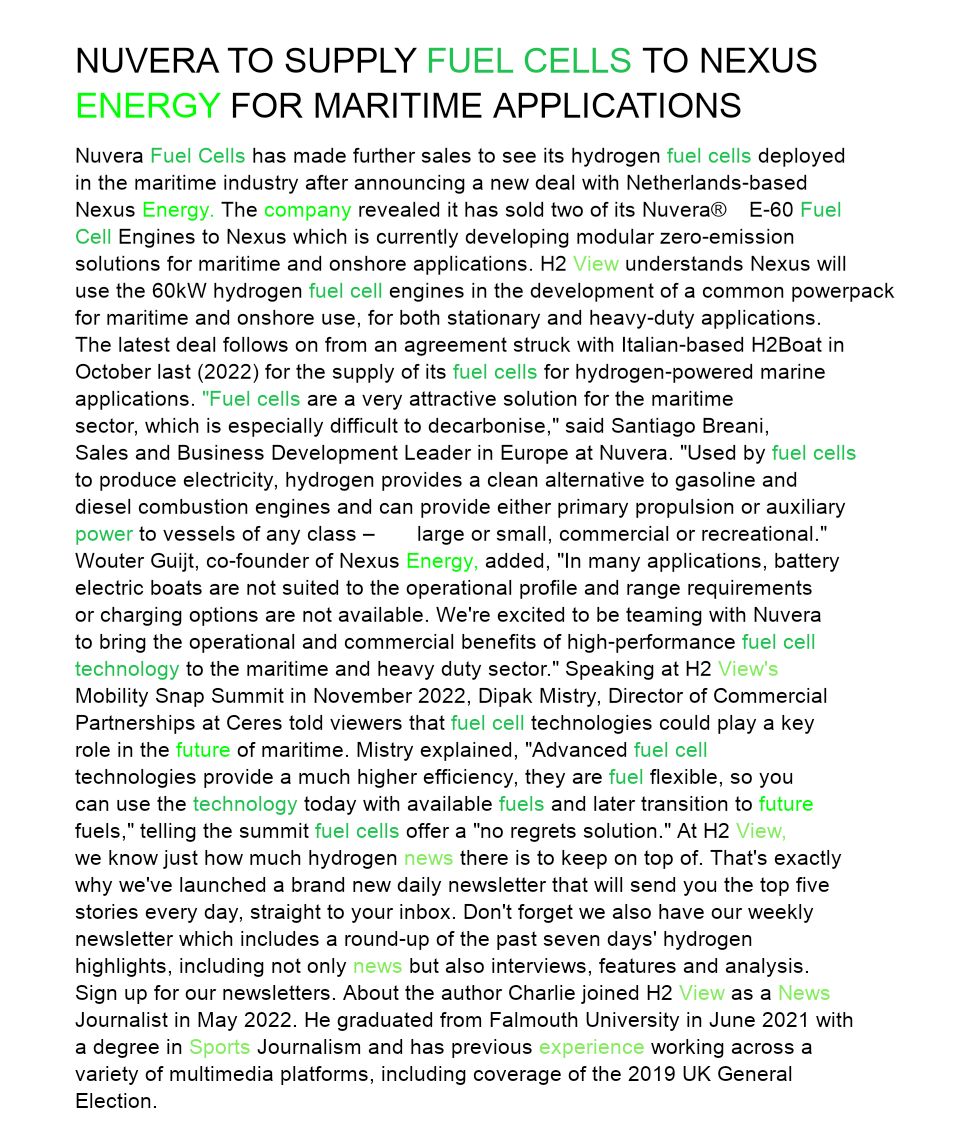 NUVERA TO SUPPLY FUEL CELLS TO NEXUS
ENERGY FOR MARITIME APPLICATIONS
Nuvera Fuel Cells has made further sales to see its hydrogen fuel cells deployed
in the maritime industry after announcing a new deal with Netherlands-based
Nexus Energy. The company revealed it has sold two of its Nuvera® E-60 Fuel
Cell Engines to Nexus which is currently developing modular zero-emission
solutions for maritime and onshore applications. H2 View understands Nexus will
use the 60kW hydrogen fuel cell engines in the development of a common powerpack
for maritime and onshore use, for both stationary and heavy-duty applications.
The latest deal follows on from an agreement struck with Italian-based H2Boat in
October last (2022) for the supply of its fuel cells for hydrogen-powered marine
applications. "Fuel cells are a very attractive solution for the maritime
sector, which is especially difficult to decarbonise," said Santiago Breani,
Sales and Business Development Leader in Europe at Nuvera. "Used by fuel cells
to produce electricity, hydrogen provides a clean alternative to gasoline and
diesel combustion engines and can provide either primary propulsion or auxiliary
power to vessels of any class – large or small, commercial or recreational."
Wouter Guijt, co-founder of Nexus Energy, added, "In many applications, battery
electric boats are not suited to the operational profile and range requirements
or charging options are not available. We're excited to be teaming with Nuvera
to bring the operational and commercial benefits of high-performance fuel cell
technology to the maritime and heavy duty sector." Speaking at H2 View's
Mobility Snap Summit in November 2022, Dipak Mistry, Director of Commercial
Partnerships at Ceres told viewers that fuel cell technologies could play a key
role in the future of maritime. Mistry explained, "Advanced fuel cell
technologies provide a much higher efficiency, they are fuel flexible, so you
can use the technology today with available fuels and later transition to future
fuels," telling the summit fuel cells offer a "no regrets solution." At H2 View,
we know just how much hydrogen news there is to keep on top of. That's exactly
why we've launched a brand new daily newsletter that will send you the top five
stories every day, straight to your inbox. Don't forget we also have our weekly
newsletter which includes a round-up of the past seven days' hydrogen
highlights, including not only news but also interviews, features and analysis.
Sign up for our newsletters. About the author Charlie joined H2 View as a News
Journalist in May 2022. He graduated from Falmouth University in June 2021 with
a degree in Sports Journalism and has previous experience working across a
variety of multimedia platforms, including coverage of the 2019 UK General
Election.